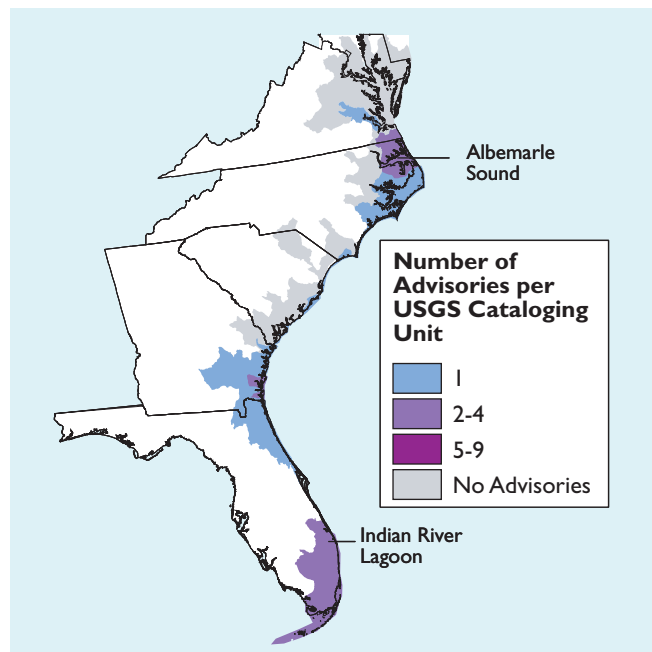 Albemarle
Sound
Number of
Advisories per
USGS Cataloging
Unit
1
2-4
5-9
No Advisories
Indian River
Lagoon